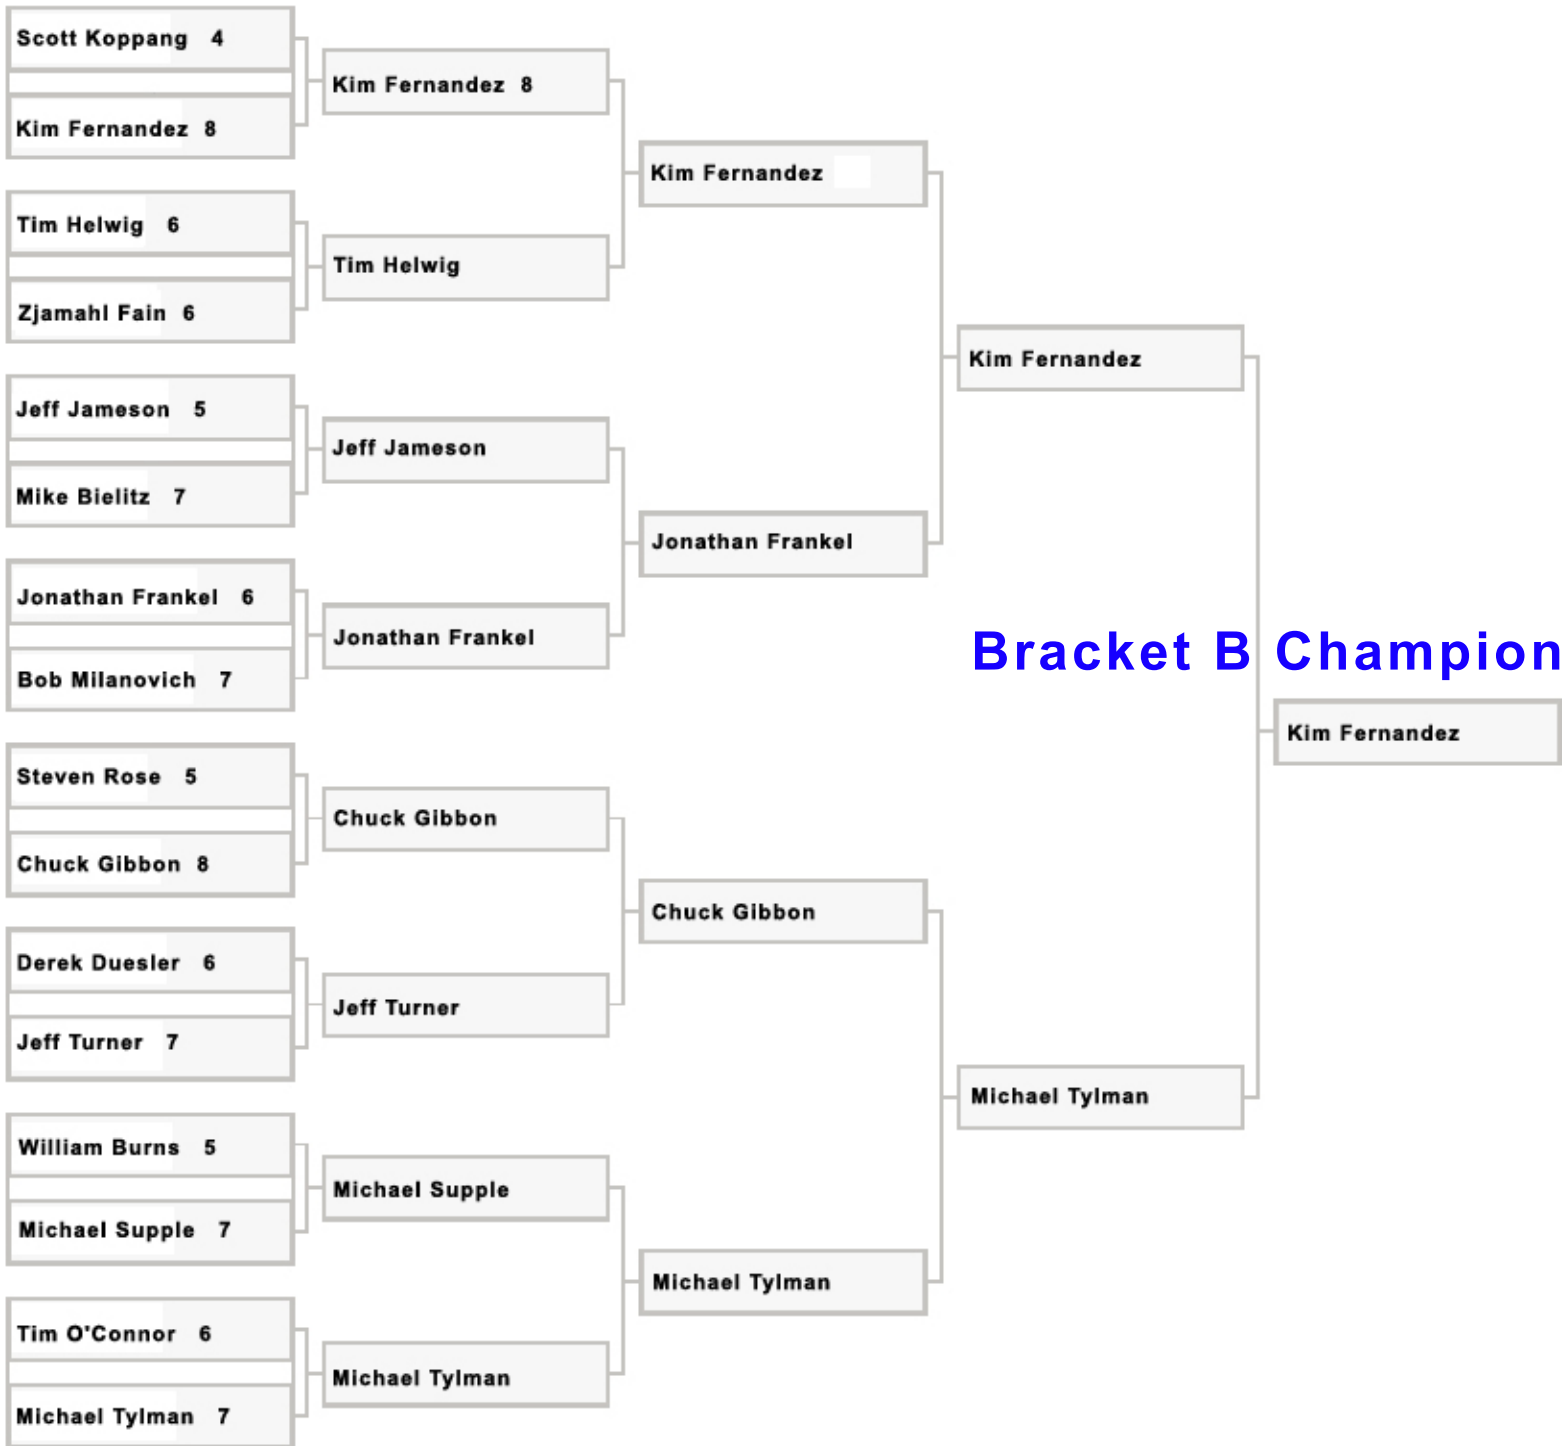 Scott Koppang 4
Kim Fernandez 8
Tim Helwig 6
Zjamahl Fain 6
Jeff Jameson 5
Mike Bielitz 7
Jonathan Frankel 6
Bob Milanovich 7
Steven Rose 5
Chuck Gibbon 8
Derek Duesler 6
Jeff Turner 7
William Burns 5
Michael Supple 7
Tim O'Connor 6
Michael Tylman 7
Kim Fernandez 8
Tim Helwig
Jeff Jameson
Jonathan Frankel
Chuck Gibbon
Jeff Turner
Michael Supple
Michael Tylman
Kim Fernandez
Jonathan Frankel
Chuck Gibbon
Michael Tylman
Kim Fernandez
Michael Tylman
Bracket B Champion
Kim Fernandez